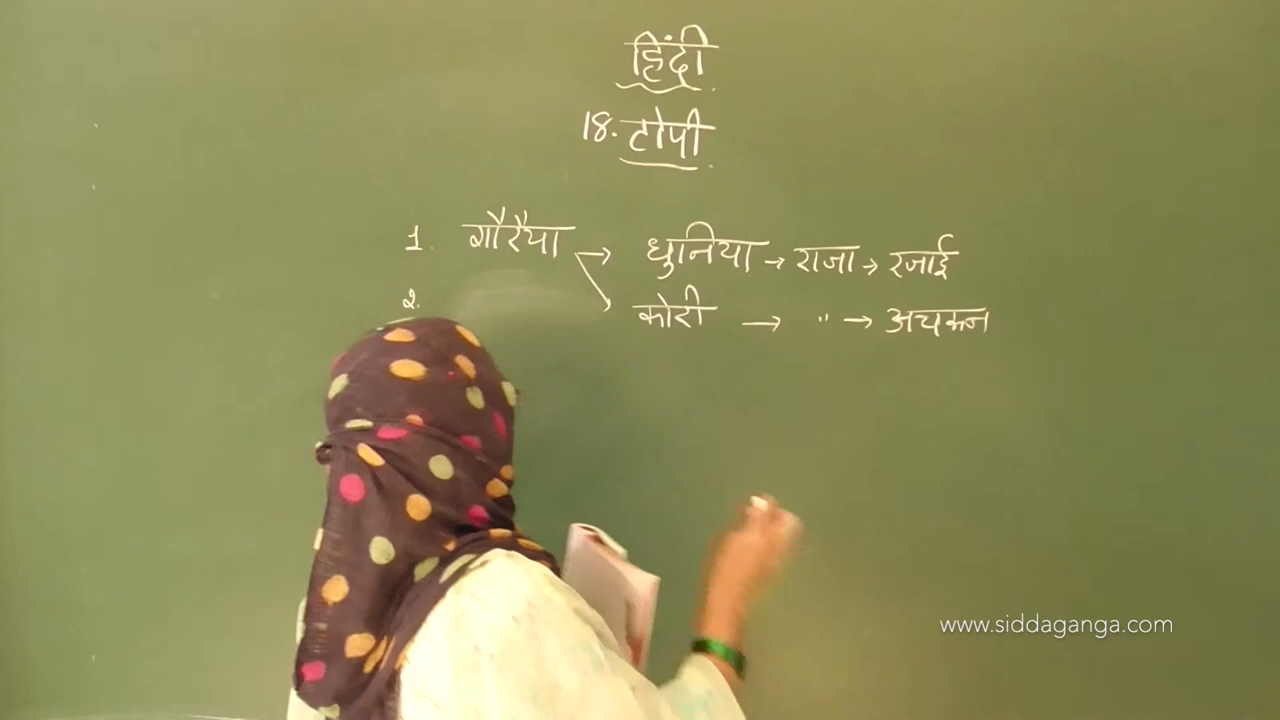 हिंदी
18. टोपी
1. गौरैया → धुनिया → राजा → रजाई
2.
→ कोरी → " → अचकन
www.siddaganga.com